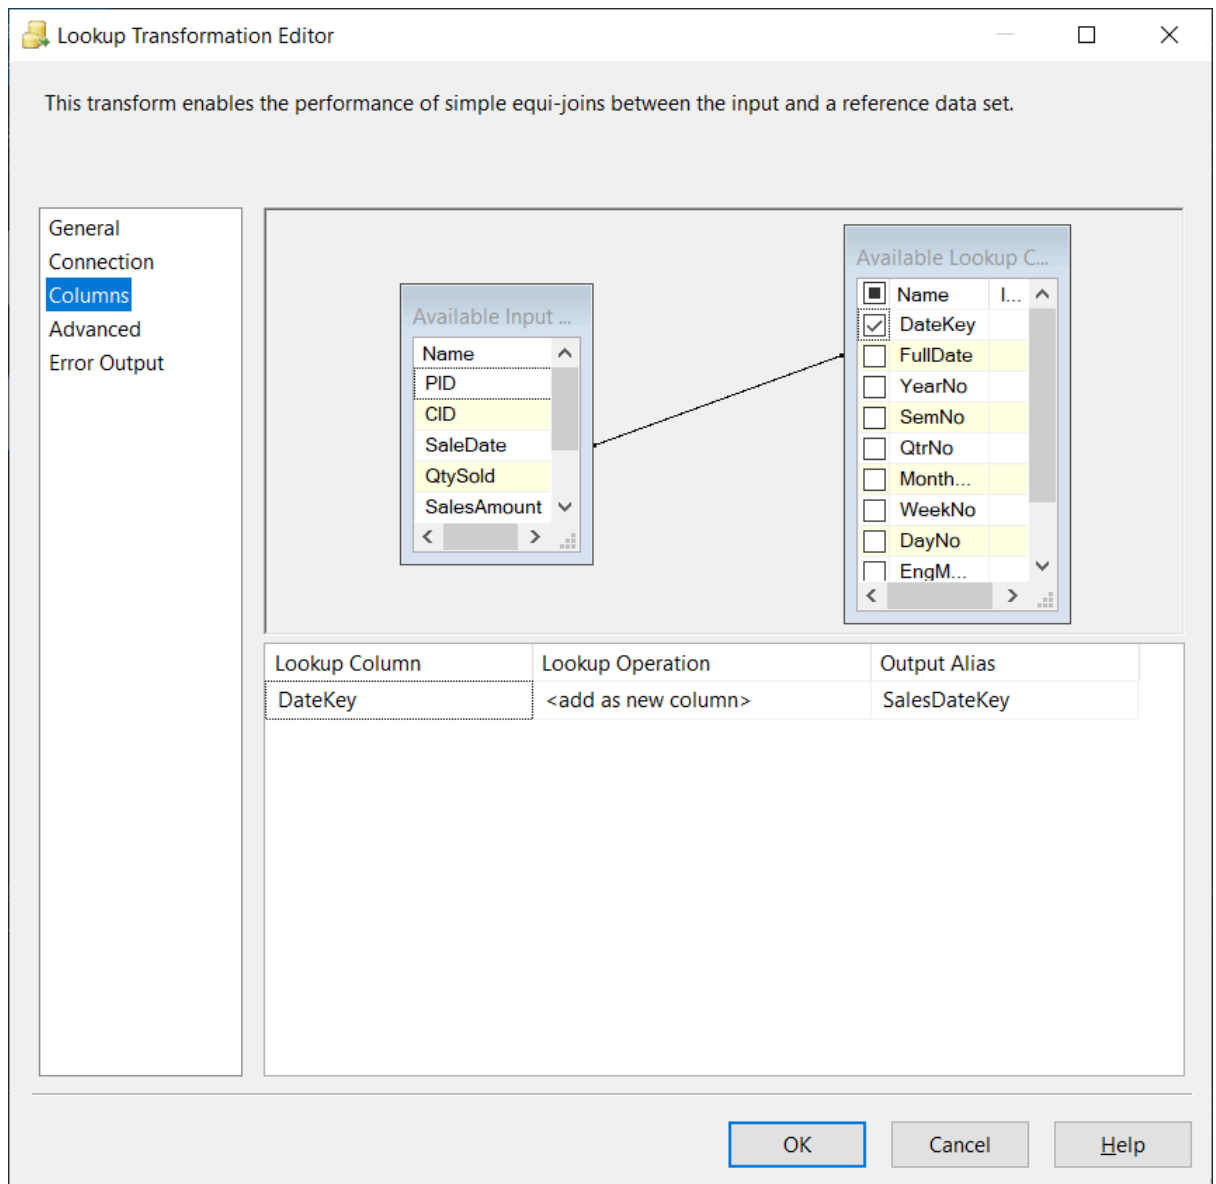 Lookup Transformation Editor
This transform enables the performance of simple equi-joins between the input and a reference data set.
General
Connection
Columns
Advanced
Error Output
Available Input ...
Name
PID
CID
SaleDate
QtySold
SalesAmount
Available Lookup C...
Name I...
DateKey
FullDate
YearNo
SemNo
QtrNo
Month...
WeekNo
DayNo
EngM...
Lookup Column Lookup Operation Output Alias
DateKey <add as new column> SalesDateKey
OK Cancel Help